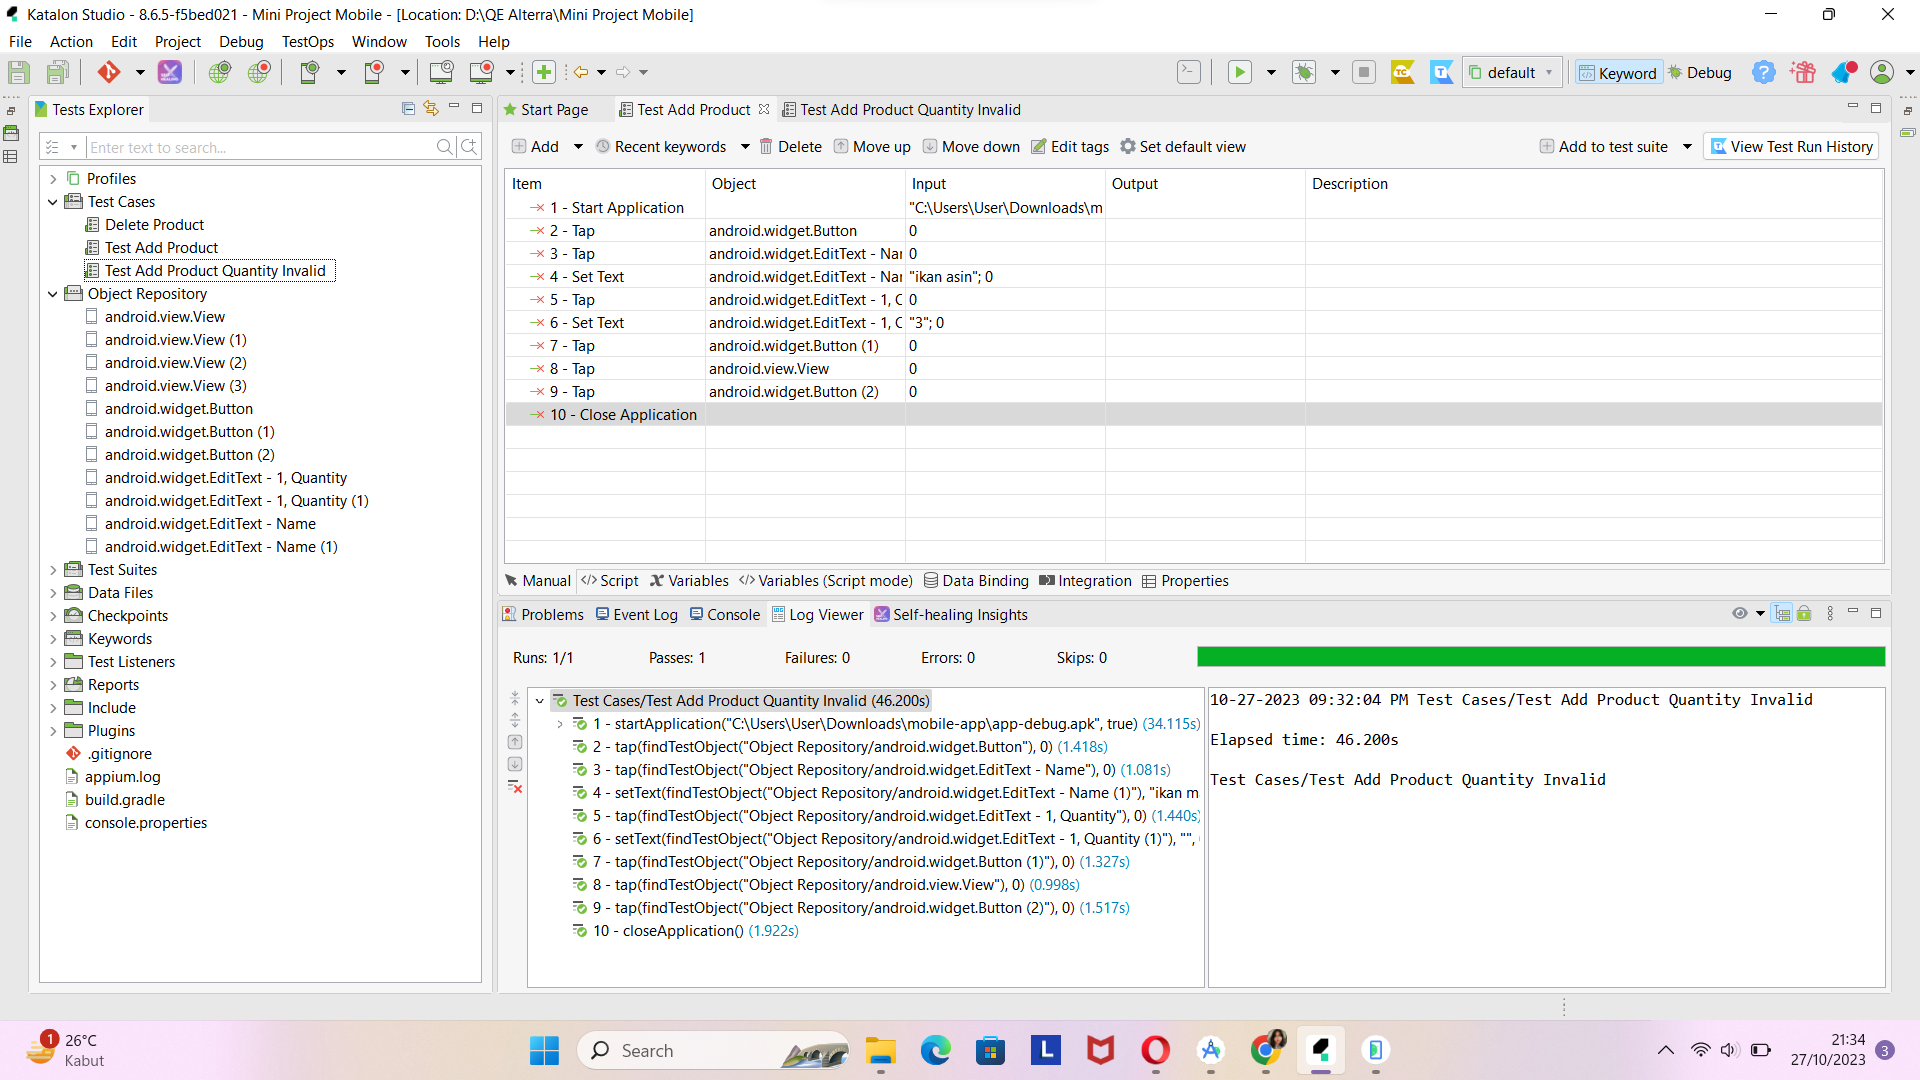 Katalon Studio - 8.6.5-f5bed021 - Mini Project Mobile - [Location: D:\QE Alterra\Mini Project Mobile]
File Action Edit Project Debug TestOps Window Tools Help
default
Keyword
Debug
Tests Explorer
Enter text to search...
Profiles
Test Cases
Delete Product
Test Add Product
Test Add Product Quantity Invalid
Object Repository
android.view.View
android.view.View (1)
android.view.View (2)
android.view.View (3)
android.widget.Button
android.widget.Button (1)
android.widget.Button (2)
android.widget.EditText - 1, Quantity
android.widget.EditText - 1, Quantity (1)
android.widget.EditText - Name
android.widget.EditText - Name (1)
Test Suites
Data Files
Checkpoints
Keywords
Test Listeners
Reports
Include
Plugins
.gitignore
appium.log
build.gradle
console.properties
Start Page
Test Add Product
Test Add Product Quantity Invalid
Add Recent keywords Delete Move up Move down Edit tags Set default view Add to test suite View Test Run History
Item Object Input Output Description
1 - Start Application "C:\Users\User\Downloads\m
2 - Tap android.widget.Button 0
3 - Tap android.widget.EditText - Nar 0
4 - Set Text android.widget.EditText - Nar "ikan asin"; 0
5 - Tap android.widget.EditText - 1, C 0
6 - Set Text android.widget.EditText - 1, C "3"; 0
7 - Tap android.widget.Button (1) 0
8 - Tap android.view.View 0
9 - Tap android.widget.Button (2) 0
10 - Close Application
Manual Script Variables Variables (Script mode) Data Binding Integration Properties
Problems Event Log Console Log Viewer Self-healing Insights
Runs: 1/1 Passes: 1 Failures: 0 Errors: 0 Skips: 0
Test Cases/Test Add Product Quantity Invalid (46.200s)
1 - startApplication("C:\Users\User\Downloads\mobile-app\app-debug.apk", true) (34.115s)
2 - tap(findTestObject("Object Repository/android.widget.Button"), 0) (1.418s)
3 - tap(findTestObject("Object Repository/android.widget.EditText - Name"), 0) (1.081s)
4 - setText(findTestObject("Object Repository/android.widget.EditText - Name (1)"), "ikan m
5 - tap(findTestObject("Object Repository/android.widget.EditText - 1, Quantity"), 0) (1.440s)
6 - setText(findTestObject("Object Repository/android.widget.EditText - 1, Quantity (1)"), "",
7 - tap(findTestObject("Object Repository/android.widget.Button (1)"), 0) (1.327s)
8 - tap(findTestObject("Object Repository/android.view.View"), 0) (0.998s)
9 - tap(findTestObject("Object Repository/android.widget.Button (2)"), 0) (1.517s)
10 - closeApplication() (1.922s)
10-27-2023 09:32:04 PM Test Cases/Test Add Product Quantity Invalid
Elapsed time: 46.200s
Test Cases/Test Add Product Quantity Invalid
1
26°C
Kabut
Search
L
21:34
27/10/2023
3